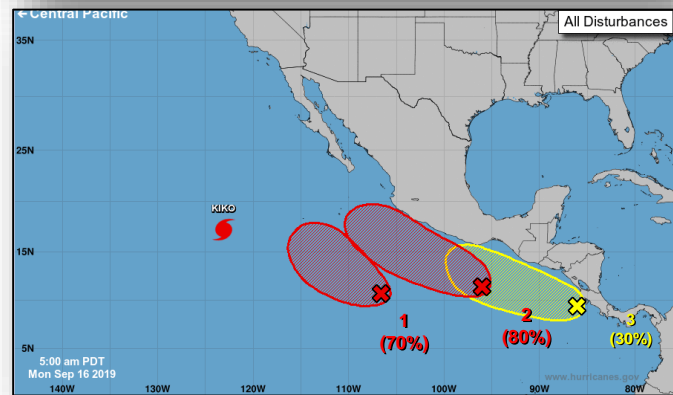 ← Central Pacific
All Disturbances
35N
25N
KIKO
15N
1
(70%)
2
(80%)
3
(30%)
5N
5:00 am PDT
Mon Sep 16 2019
www.hurricanes.gov
140W 130W 120W 110W 100W 90W 80W